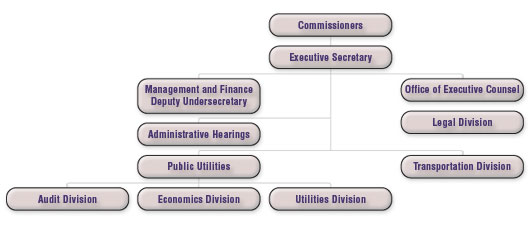 Commissioners
Executive Secretary
Management and Finance
Deputy Undersecretary
Office of Executive Counsel
Legal Division
Administrative Hearings
Public Utilities
Transportation Division
Audit Division
Economics Division
Utilities Division